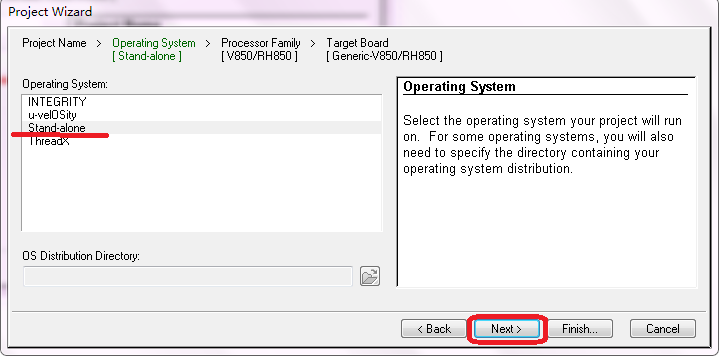 Project Wizard
Project Name > Operating System > Processor Family > Target Board
[ Stand-alone ] [ V850/RH850 ] [ Generic-V850/RH850 ]
Operating System:
INTEGRITY
u-velOSity
Stand-alone
ThreadX
OS Distribution Directory:
Operating System
Select the operating system your project will run
on. For some operating systems, you will also
need to specify the directory containing your
operating system distribution.
< Back Next > Finish... Cancel